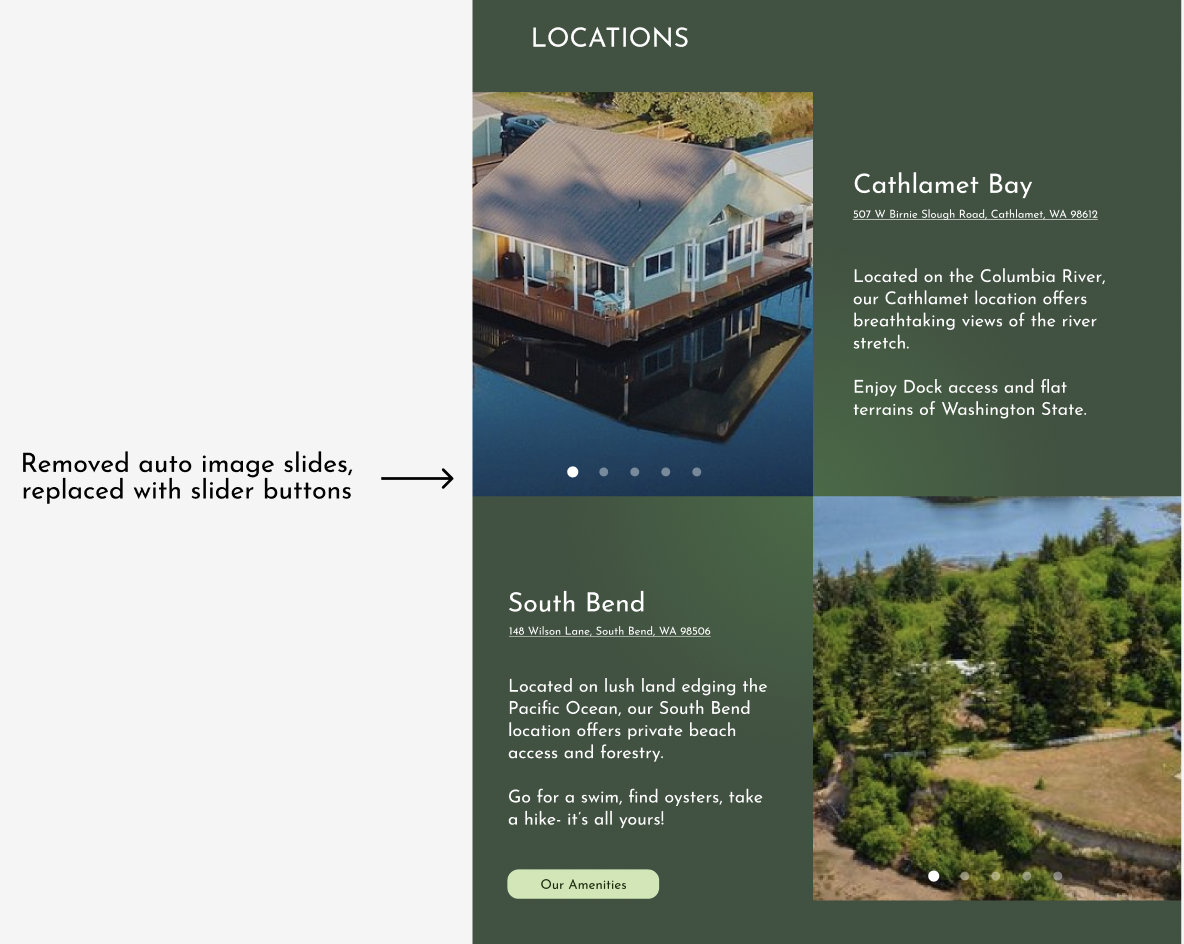 LOCATIONS
Cathlamet Bay
507 W Birnie Slough Road, Cathlamet, WA 98612
Located on the Columbia River,
our Cathlamet location offers
breathtaking views of the river
stretch.
Enjoy Dock access and flat
terrains of Washington State.
Removed auto image slides,
replaced with slider buttons
South Bend
148 Wilson Lane, South Bend, WA 98506
Located on lush land edging the
Pacific Ocean, our South Bend
location offers private beach
access and forestry.
Go for a swim, find oysters, take
a hike- it's all yours!
Our Amenities